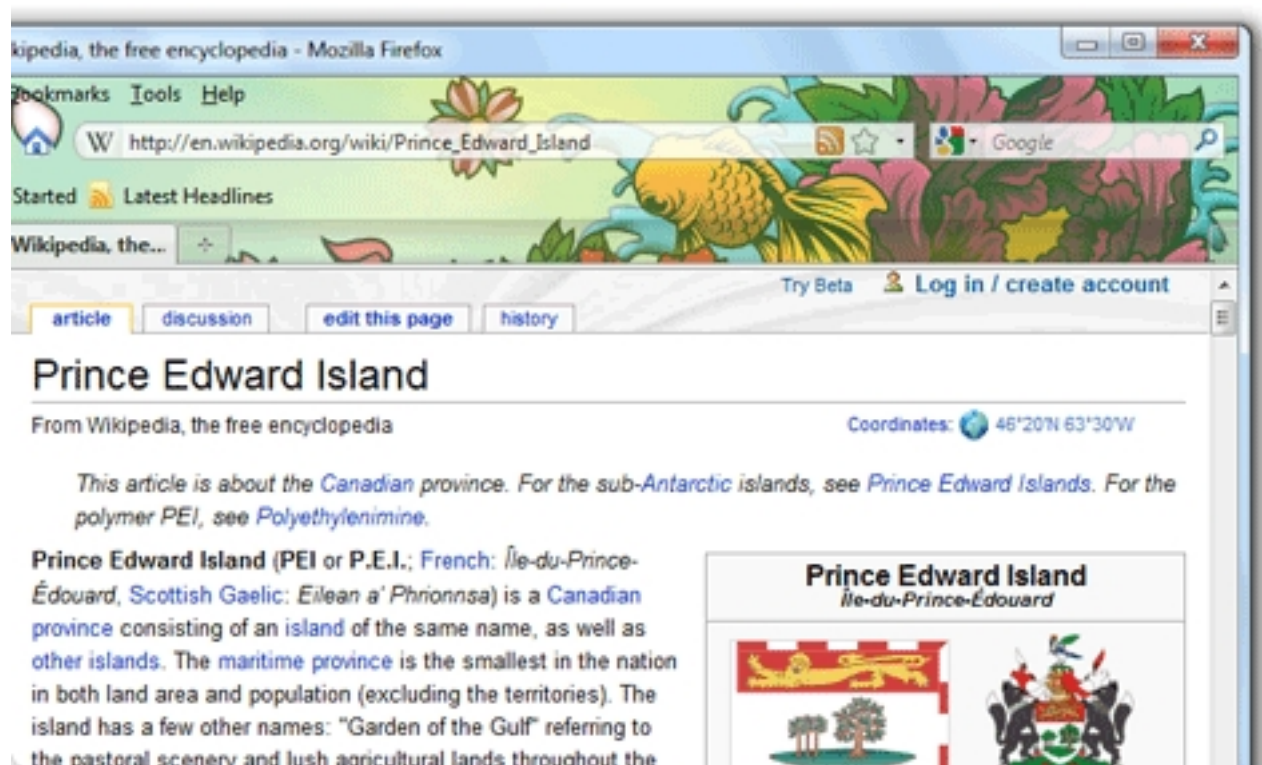 kipedia, the free encyclopedia - Mozilla Firefox
Bookmarks Tools Help
W http://en.wikipedia.org/wiki/Prince_Edward_Island Google
Started Latest Headlines
Wikipedia, the...
Try Beta Log in / create account
article discussion edit this page history
Prince Edward Island
From Wikipedia, the free encyclopedia Coordinates: 46°20'N 63°30'W
This article is about the Canadian province. For the sub-Antarctic islands, see Prince Edward Islands. For the
polymer PEI, see Polyethylenimine.
Prince Edward Island (PEI or P.E.I.; French: Île-du-Prince-
Édouard, Scottish Gaelic: Eilean a' Phrionnsa) is a Canadian
province consisting of an island of the same name, as well as
other islands. The maritime province is the smallest in the nation
in both land area and population (excluding the territories). The
island has a few other names: "Garden of the Gulf" referring to
the pastoral scenery and lush agricultural lands throughout the
Prince Edward Island
Île-du-Prince-Édouard